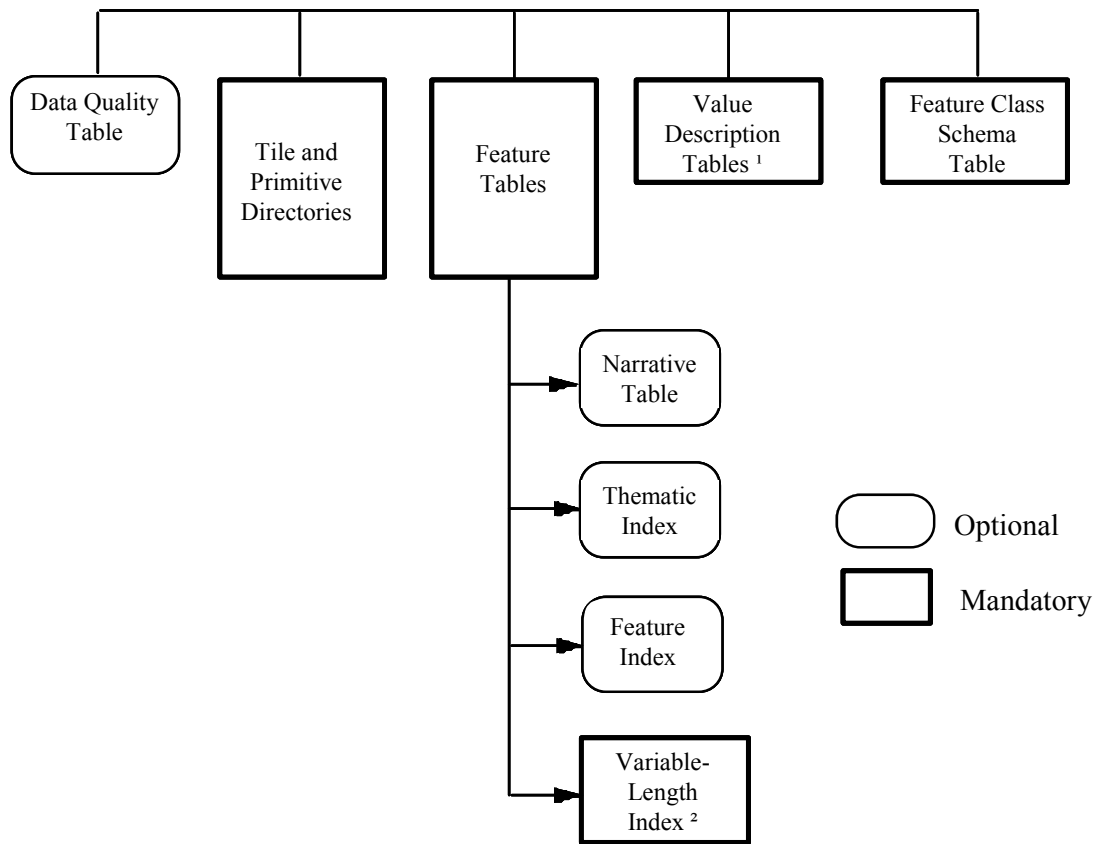 Data Quality
Table
Tile and
Primitive
Directories
Feature
Tables
Value
Description
Tables ¹
Feature Class
Schema
Table
Narrative
Table
Thematic
Index
Feature
Index
Variable-
Length
Index ²
Optional
Mandatory